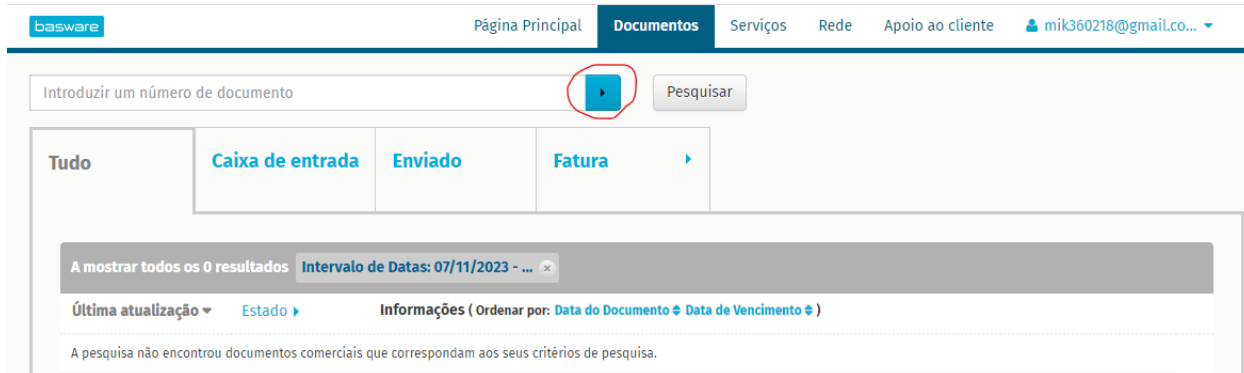 basware Página Principal Documentos Serviços Rede Apoio ao cliente mik360218@gmail.co...
Introduzir um número de documento Pesquisar
Tudo Caixa de entrada Enviado Fatura
A mostrar todos os 0 resultados Intervalo de Datas: 07/11/2023 - ... ×
Última atualização Estado Informações ( Ordenar por: Data do Documento Data de Vencimento )
A pesquisa não encontrou documentos comerciais que correspondam aos seus critérios de pesquisa.